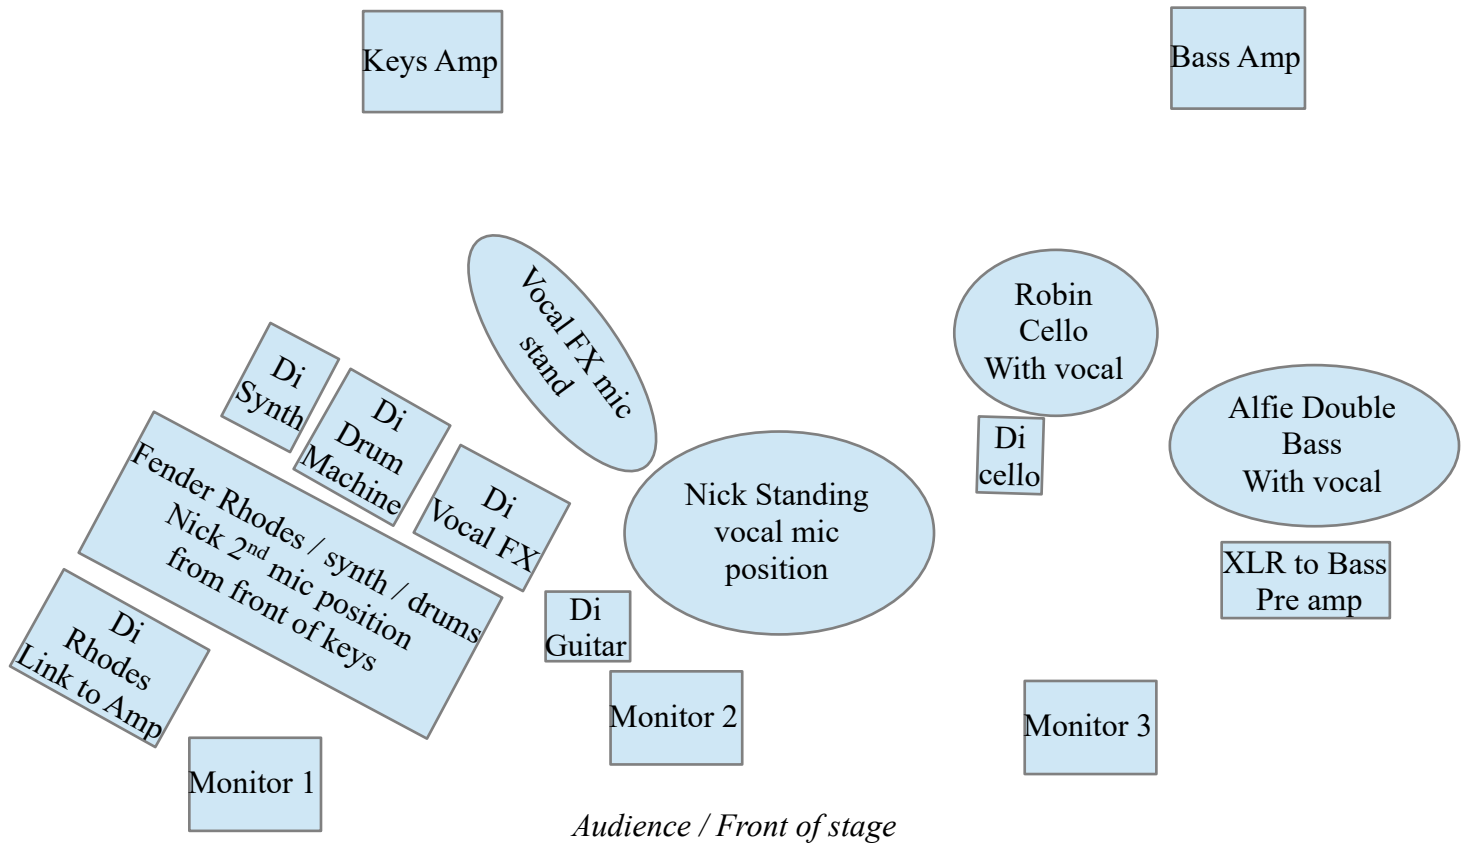 Keys Amp
Bass Amp
Vocal FX mic
stand
Robin
Cello
With vocal
Di
Synth
Di
Drum
Machine
Di
Vocal FX
Alfie Double
Bass
With vocal
Di
cello
Nick Standing
vocal mic
position
Fender Rhodes / synth / drums
Nick 2nd mic position
from front of keys
XLR to Bass
Pre amp
Di
Rhodes
Link to Amp
Di
Guitar
Monitor 2
Monitor 3
Monitor 1
Audience / Front of stage